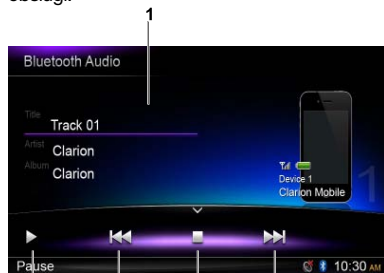 1
Bluetooth Audio
Title
Track 01
Artist
Clarion
Album
Clarion
Device 1
Clarion Mobile
1
Pause
10:30 AM